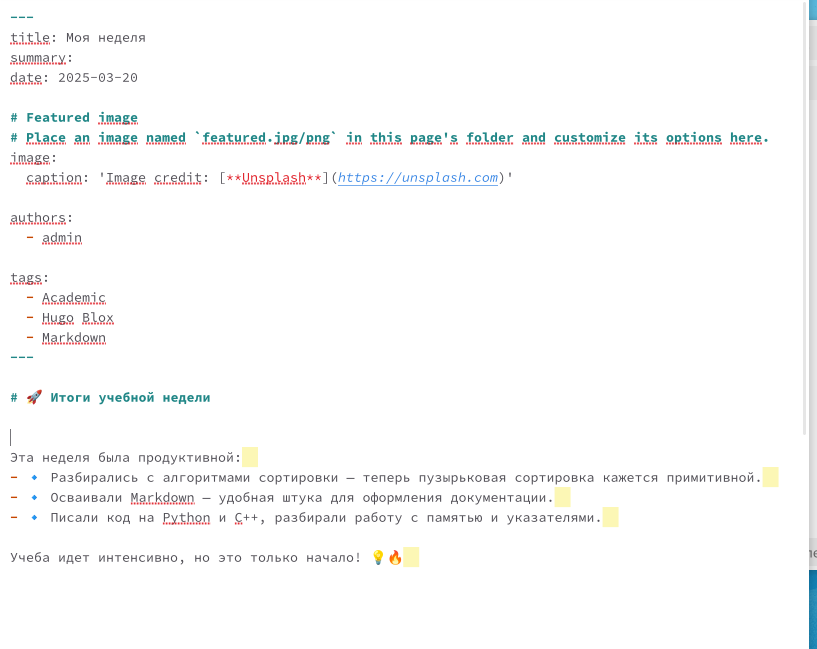 ---
title: Моя неделя
summary:
date: 2025-03-20

# Featured image
# Place an image named `featured.jpg/png` in this page's folder and customize its options here.
image:
  caption: 'Image credit: [**Unsplash**](https://unsplash.com)'

authors:
  - admin

tags:
  - Academic
  - Hugo Blox
  - Markdown
---

# 🚀 Итоги учебной недели

Эта неделя была продуктивной:
- 🔹 Разбирались с алгоритмами сортировки — теперь пузырьковая сортировка кажется примитивной.
- 🔹 Осваивали Markdown — удобная штука для оформления документации.
- 🔹 Писали код на Python и C++, разбирали работу с памятью и указателями.

Учеба идет интенсивно, но это только начало! 💡🔥